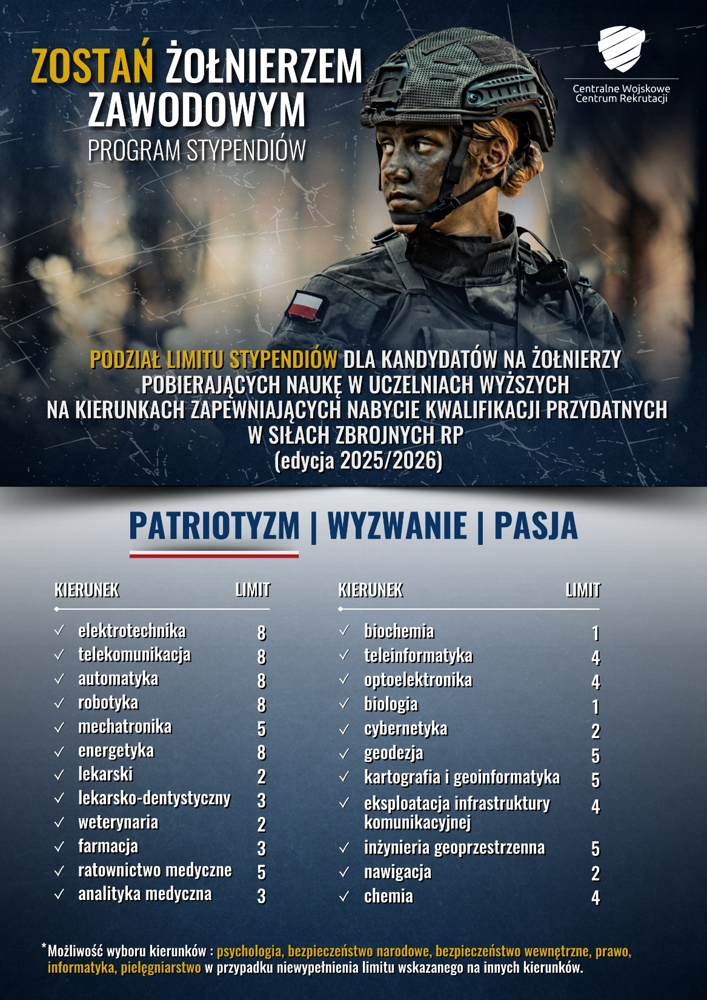 ZOSTAŃ ŻOŁNIERZEM
ZAWODOWYM
PROGRAM STYPENDIÓW
Centralne Wojskowe
Centrum Rekrutacji
PODZIAŁ LIMITU STYPENDIÓW DLA KANDYDATÓW NA ŻOŁNIERZY
POBIERAJĄCYCH NAUKĘ W UCZELNIACH WYŻSZYCH
NA KIERUNKACH ZAPEWNIAJĄCYCH NABYCIE KWALIFIKACJI PRZYDATNYCH
W SIŁACH ZBROJNYCH RP
(edycja 2025/2026)
PATRIOTYZM | WYZWANIE | PASJA
KIERUNEK LIMIT
elektrotechnika 8
telekomunikacja 8
automatyka 8
robotyka 8
mechatronika 5
energetyka 8
lekarski 2
lekarsko-dentystyczny 3
weterynaria 2
farmacja 3
ratownictwo medyczne 5
analityka medyczna 3
KIERUNEK LIMIT
biochemia 1
teleinformatyka 4
optoelektronika 4
biologia 1
cybernetyka 2
geodezja 5
kartografia i geoinformatyka 5
eksploatacja infrastruktury 4
komunikacyjnej
inżynieria geoprzestrzenna 5
nawigacja 2
chemia 4
*Możliwość wyboru kierunków : psychologia, bezpieczeństwo narodowe, bezpieczeństwo wewnętrzne, prawo,
informatyka, pielęgniarstwo w przypadku niewypełnienia limitu wskazanego na innych kierunków.